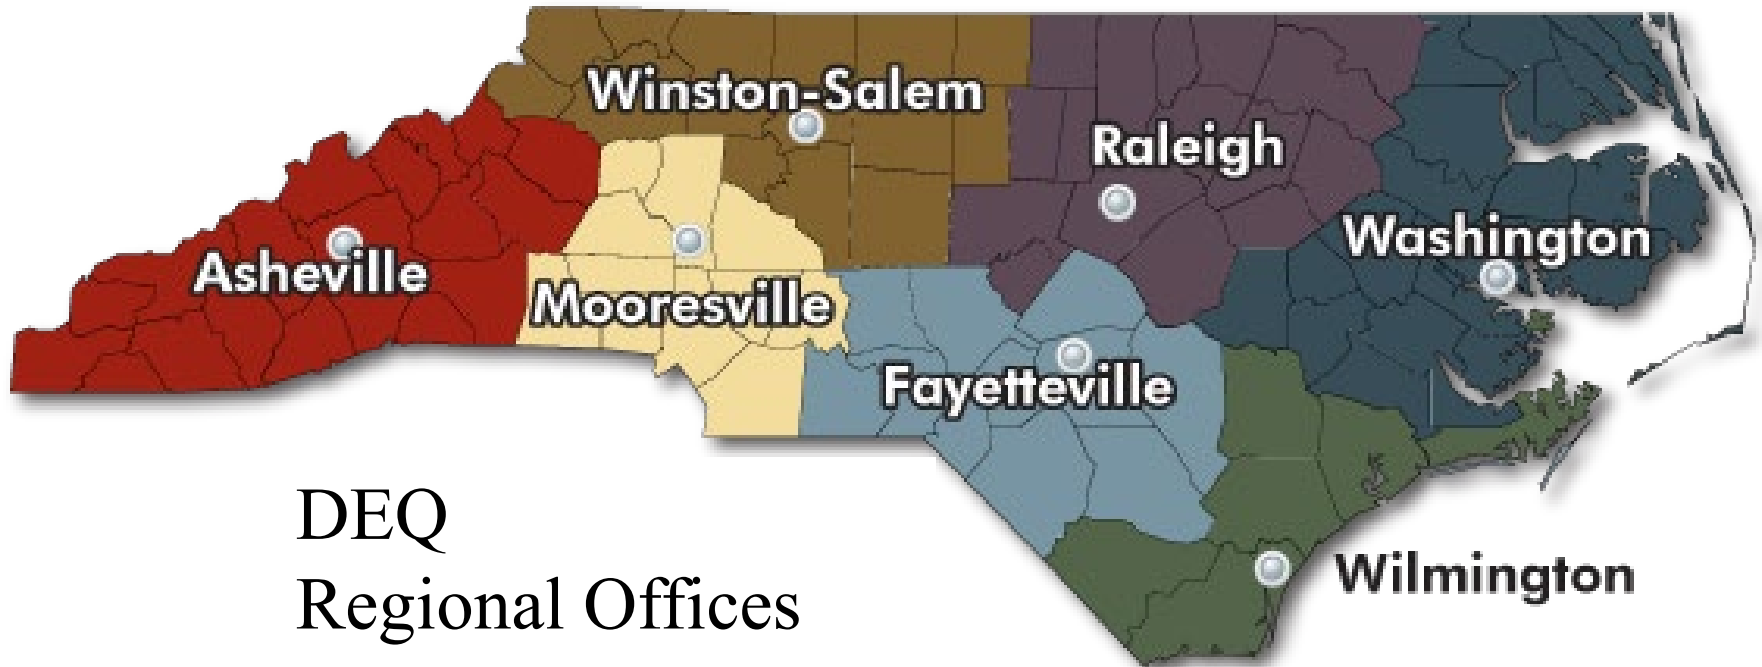 Winston-Salem
Raleigh
Washington
Asheville
Mooresville
Fayetteville
Wilmington
DEQ
Regional Offices